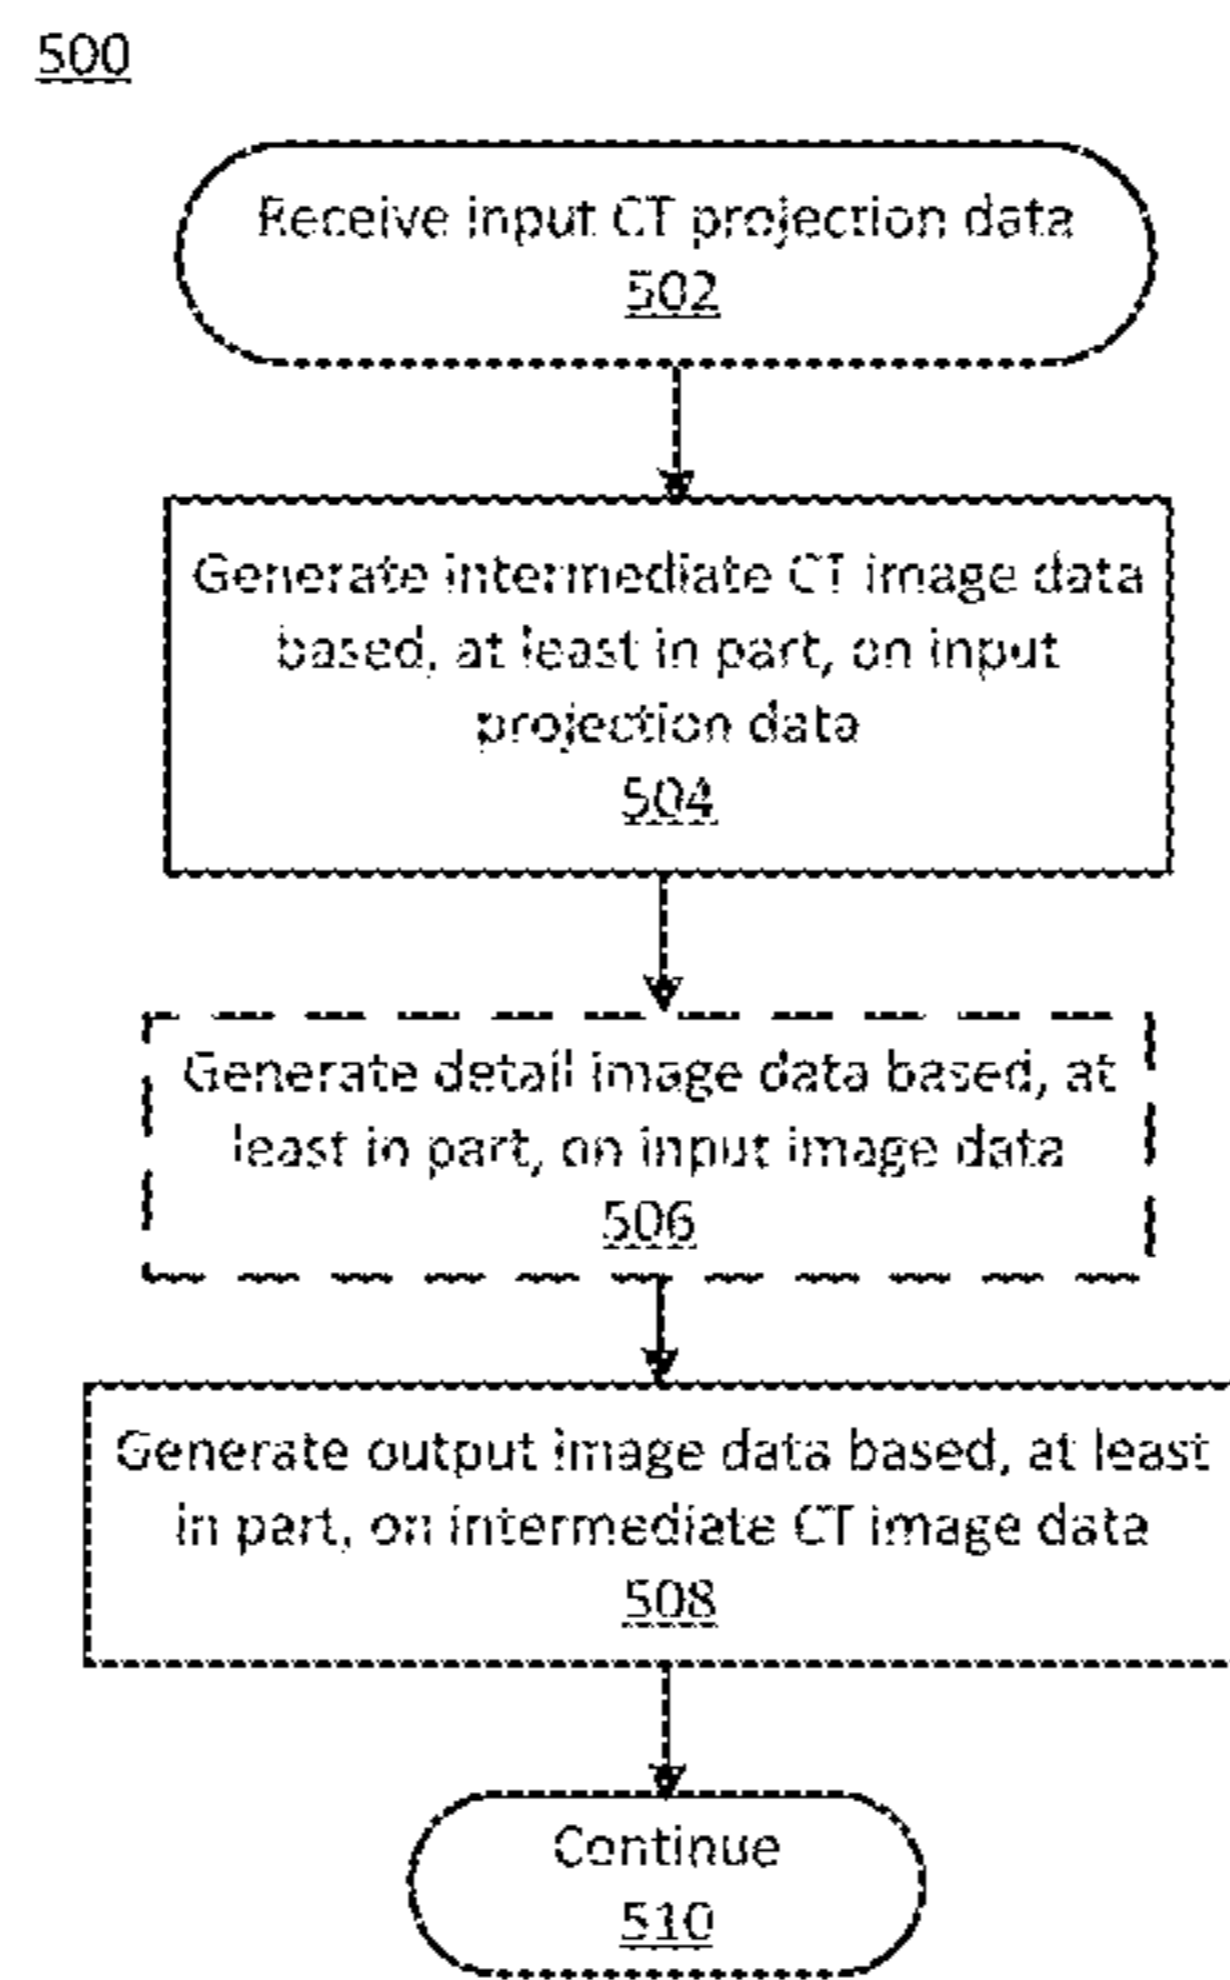 500
Receive input CT projection data
502
Generate intermediate CT image data
based, at least in part, on input
projection data
504
Generate detail image data based, at
least in part, on input image data
506
Generate output image data based, at least
in part, on intermediate CT image data
508
Continue
510